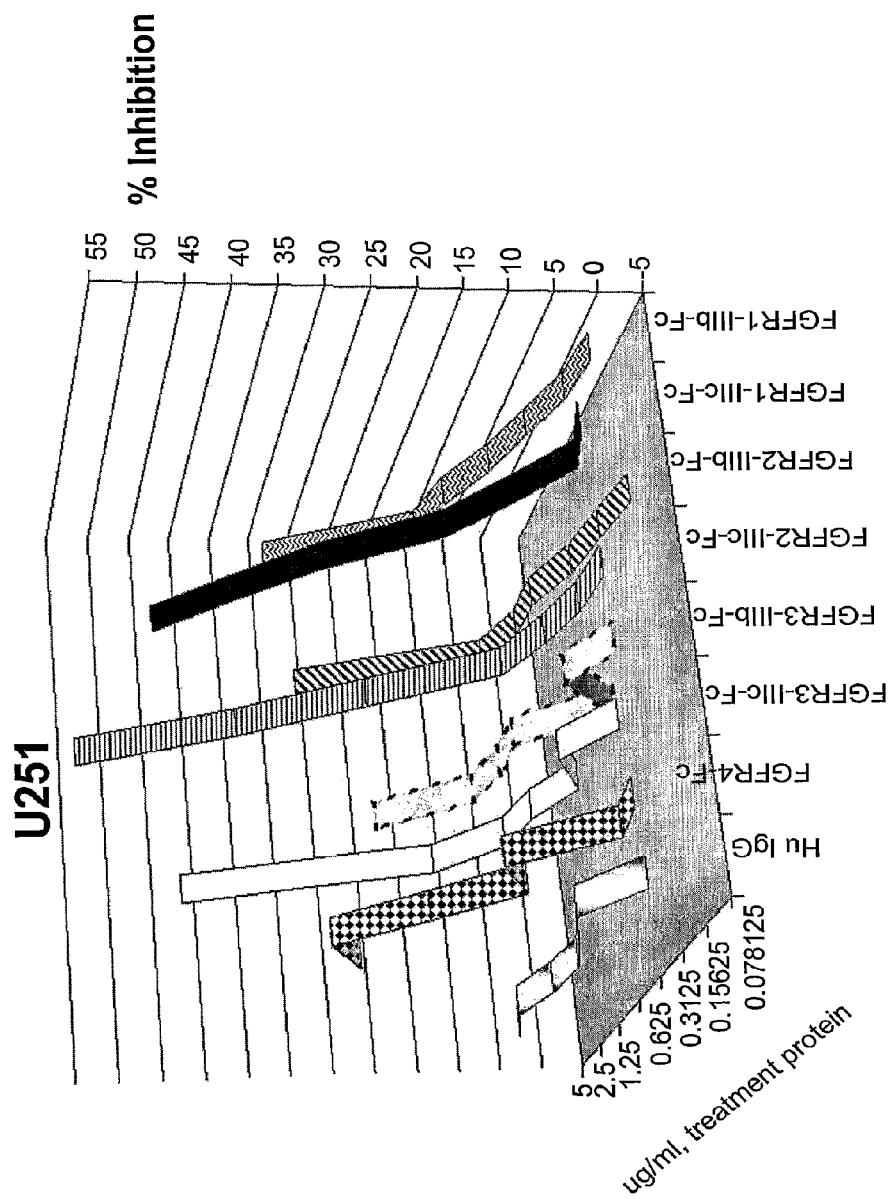 U251
% Inhibition
55
50
45
40
35
30
25
20
15
10
5
0
-5
FGFR1-IIIb-Fc
FGFR1-IIIc-Fc
FGFR2-IIIb-Fc
FGFR2-IIIc-Fc
FGFR3-IIIb-Fc
FGFR3-IIIc-Fc
FGFR4-Fc
Hu IgG
5
2.5
1.25
0.625
0.3125
0.15625
0.078125
ug/ml, treatment protein